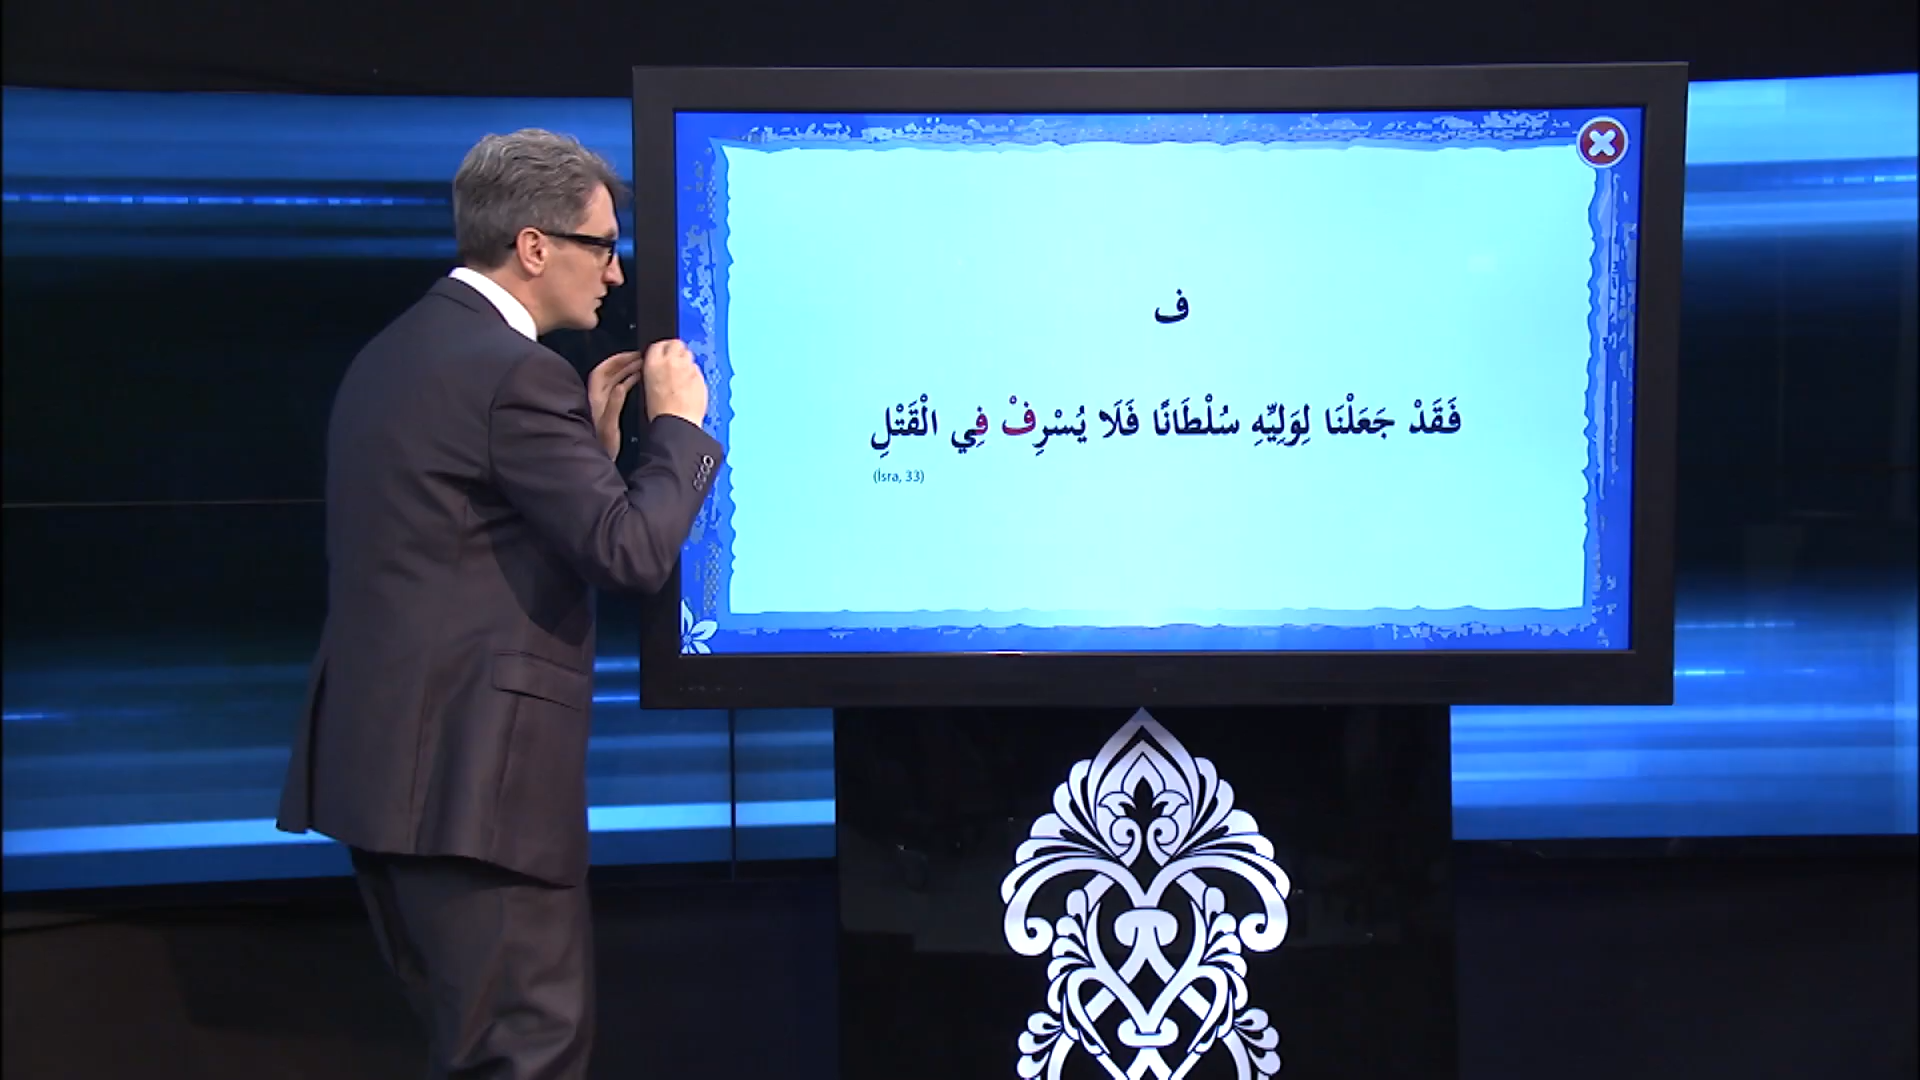 ف
فَقَدْ جَعَلْنَا لِوَلِيِّهِ سُلْطَانًا فَلَا يُسْرِفْ فِي الْقَتْلِ
(İsra, 33)